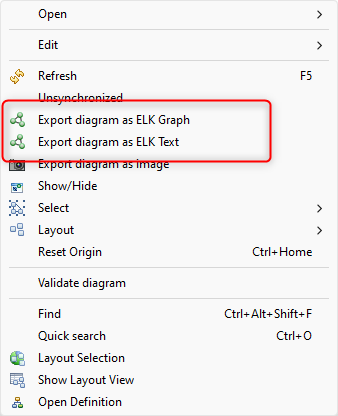 Open
Edit
Refresh F5
Unsynchronized
Export diagram as ELK Graph
Export diagram as ELK Text
Export diagram as image
Show/Hide
Select
Layout
Reset Origin Ctrl+Home
Validate diagram
Find Ctrl+Alt+Shift+F
Quick search Ctrl+O
Layout Selection
Show Layout View
Open Definition